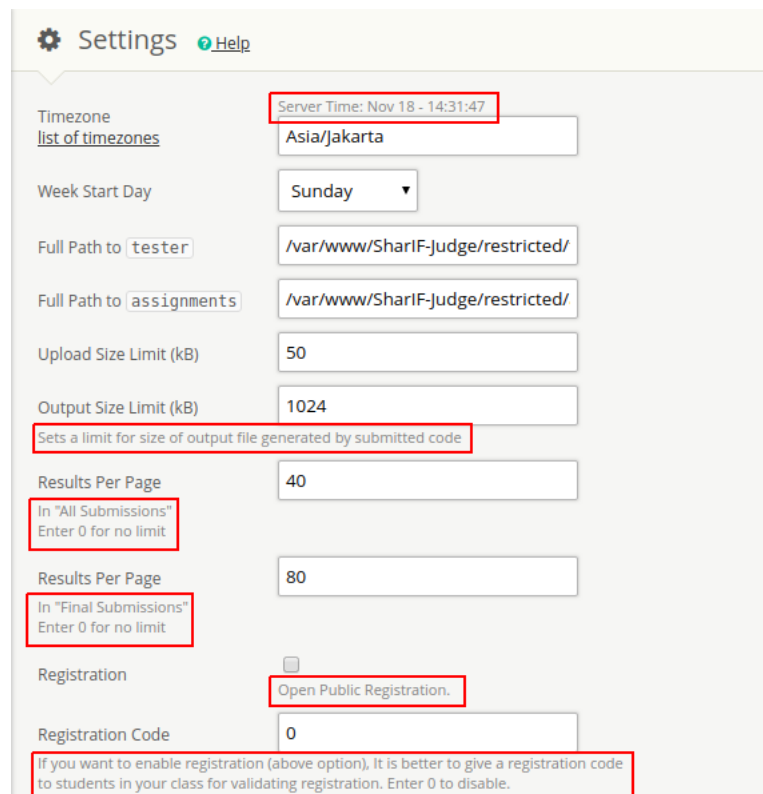 Settings Help
Server Time: Nov 18 - 14:31:47
Timezone
list of timezones
Asia/Jakarta
Week Start Day
Sunday
Full Path to tester
/var/www/SharIF-Judge/restricted/
Full Path to assignments
/var/www/SharIF-Judge/restricted/
Upload Size Limit (kB)
50
Output Size Limit (kB)
1024
Sets a limit for size of output file generated by submitted code
Results Per Page
40
In "All Submissions"
Enter 0 for no limit
Results Per Page
80
In "Final Submissions"
Enter 0 for no limit
Registration
Open Public Registration.
Registration Code
0
If you want to enable registration (above option), It is better to give a registration code
to students in your class for validating registration. Enter 0 to disable.